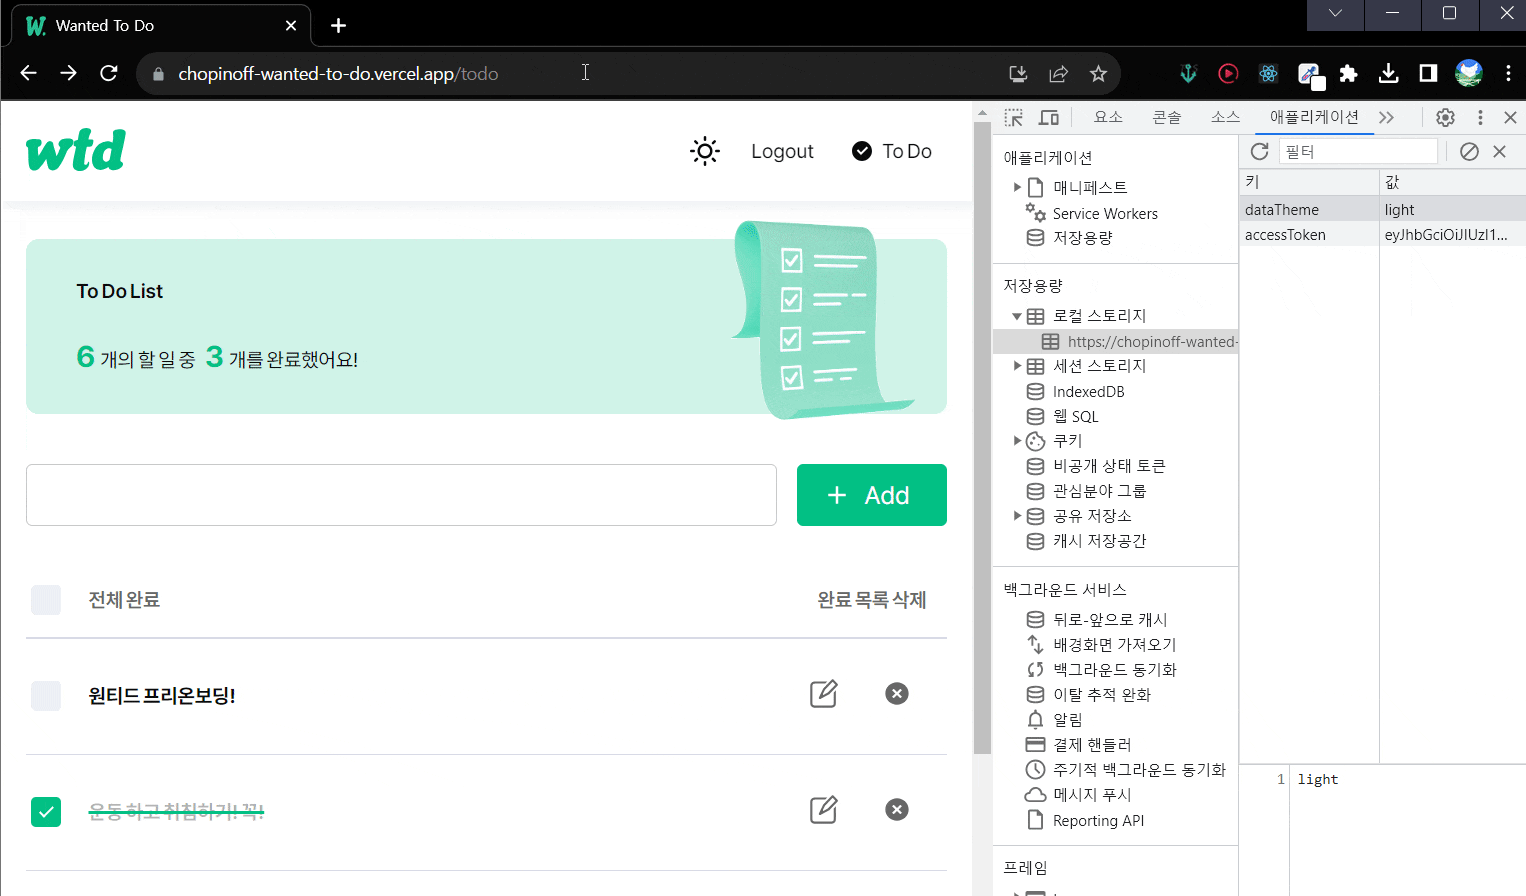 Wanted To Do
chopinoff-wanted-to-do.vercel.app/todo
wtd
Logout
To Do
To Do List
6 개의 할 일 중 3 개를 완료했어요!
Add
전체 완료
완료 목록 삭제
원티드 프리온보딩!
운동 하고 취침하기! 꼭!
요소
콘솔
소스
애플리케이션
애플리케이션
매니페스트
Service Workers
저장용량
저장용량
로컬 스토리지
https://chopinoff-wanted-
세션 스토리지
IndexedDB
웹 SQL
쿠키
비공개 상태 토큰
관심분야 그룹
공유 저장소
캐시 저장공간
백그라운드 서비스
뒤로-앞으로 캐시
배경화면 가져오기
백그라운드 동기화
이탈 추적 완화
알림
결제 핸들러
주기적 백그라운드 동기화
메시지 푸시
Reporting API
프레임
필터
키 값
dataTheme light
accessToken eyJhbGciOiJIUzI1...
1 light